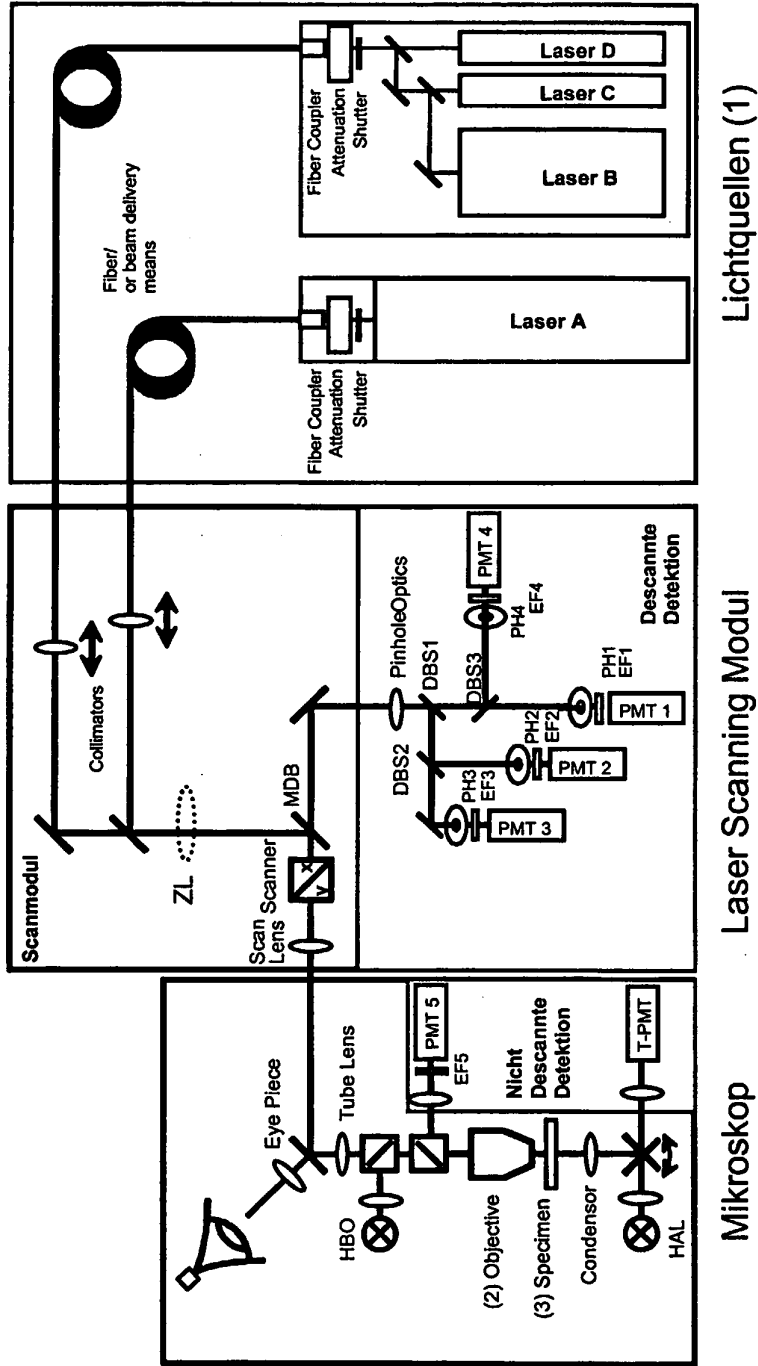 Mikroskop
Laser Scanning Modul
Lichtquellen (1)
Eye Piece
Tube Lens
HBO
(2) Objective
(3) Specimen
Condensor
HAL
PMT 5
EF5
Nicht
Descannte
Detektion
T-PMT
Scanmodul
Collimators
ZL
MDB
Scanner
x
y
Scan
Lens
PinholeOptics
DBS1
DBS2
DBS3
PH1
EF1
PMT 1
PH2
EF2
PMT 2
PH3
EF3
PMT 3
PH4
EF4
PMT 4
Descannte
Detektion
Fiber/
or beam delivery
means
Fiber Coupler
Attenuation
Shutter
Laser A
Fiber Coupler
Attenuation
Shutter
Laser B
Laser C
Laser D